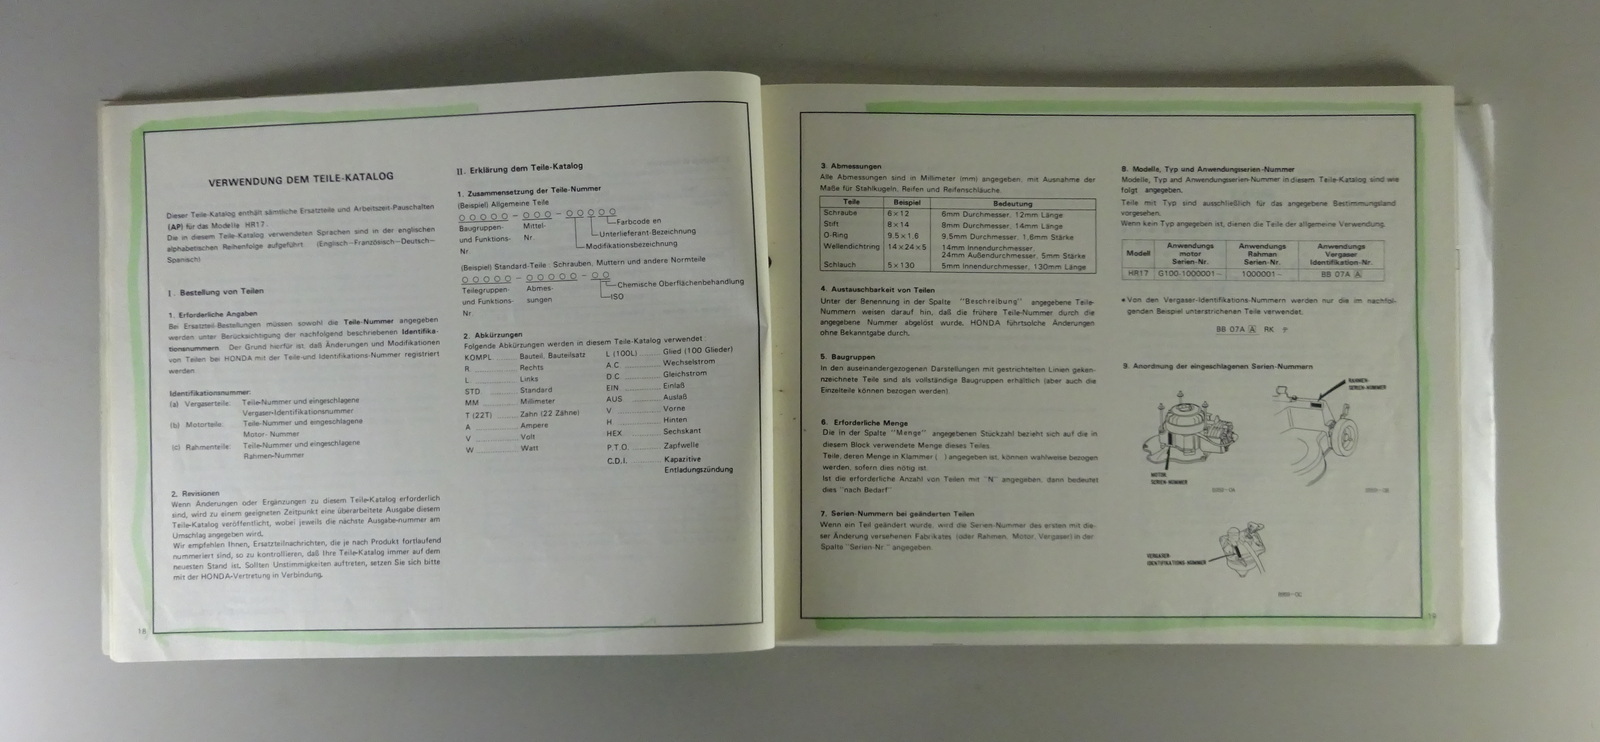 VERWENDUNG DEM TEILE-KATALOG
Dieser Teile-Katalog enthält sämtliche Ersatzteile und Arbeitszeit-Pauschalten
(AP) für das Modelle HR17.
Die in diesem Teile-Katalog verwendeten Sprachen sind in der englischen
alphabetischen Reihenfolge aufgeführt. (Englisch-Französisch-Deutsch-
Spanisch)
I. Bestellung von Teilen
1. Erforderliche Angaben
Bei Ersatzteil-Bestellungen müssen sowohl die Teile-Nummer angegeben
werden unter Berücksichtigung der nachfolgend beschriebenen Identifika-
tionsnummern. Der Grund hierfür ist, daß Änderungen und Modifikationen
von Teilen bei HONDA mit der Teile-und Identifikations-Nummer registriert
werden.
Identifikationsnummer:
(a) Vergaserteile: Teile-Nummer und eingeschlagene
Vergaser-Identifikationsnummer
(b) Motorteile: Teile-Nummer und eingeschlagene
Motor- Nummer
(c) Rahmenteile: Teile-Nummer und eingeschlagene
Rahmen-Nummer
2. Revisionen
Wenn Änderungen oder Ergänzungen zu diesem Teile-Katalog erforderlich
sind, wird zu einem geeigneten Zeitpunkt eine überarbeitete Ausgabe diesem
Teile-Katalog veröffentlicht, wobei jeweils die nächste Ausgabe-nummer am
Umschlag angegeben wird.
Wir empfehlen Ihnen, Ersatzteilnachrichten, die je nach Produkt fortlaufend
nummeriert sind, so zu kontrollieren, daß Ihre Teile-Katalog immer auf dem
neuesten Stand ist. Sollten Unstimmigkeiten auftreten, setzen Sie sich bitte
mit der HONDA-Vertretung in Verbindung.
18
II. Erklärung dem Teile-Katalog
1. Zusammensetzung der Teile-Nummer
(Beispiel) Allgemeine Teile
○○○○○-○○○-○○○○○
Farbcode en
Baugruppen- Mittel- Unterlieferant-Bezeichnung
und Funktions- Nr. Modifikationsbezeichnung
Nr.
(Beispiel) Standard-Teile : Schrauben, Muttern und andere Normteile
○○○○○-○○○○○-○○
Chemische Oberflächenbehandlung
Teilegruppen- Abmes- ISO
und Funktions- sungen
Nr.
2. Abkürzungen
Folgende Abkürzungen werden in diesem Teile-Katalog verwendet :
KOMPL. Bauteil, Bauteilsatz L (100L) Glied (100 Glieder)
R Rechts A.C. Wechselstrom
L Links D.C. Gleichstrom
STD. Standard EIN Einlaß
MM Millimeter AUS Auslaß
T (22T) Zahn (22 Zähne) V Vorne
A Ampere H Hinten
V Volt HEX. Sechskant
W Watt P.T.O. Zapfwelle
C.D.I. Kapazitive
Entladungszündung
3. Abmessungen
Alle Abmessungen sind in Millimeter (mm) angegeben, mit Ausnahme der
Maße für Stahlkugeln, Reifen und Reifenschläuche.
Teile Beispiel Bedeutung
Schraube 6×12 6mm Durchmesser, 12mm Länge
Stift 8×14 8mm Durchmesser, 14mm Länge
O-Ring 9.5×1.6 9.5mm Durchmesser, 1.6mm Stärke
Wellendichtring 14×24×5 14mm Innendurchmesser,
24mm Außendurchmesser, 5mm Stärke
Schlauch 5×130 5mm Innendurchmesser, 130mm Länge
4. Austauschbarkeit von Teilen
Unter der Benennung in der Spalte "Beschreibung" angegebene Teile-
Nummern weisen darauf hin, daß die frühere Teile-Nummer durch die
angegebene Nummer abgelöst wurde. HONDA führtsolche Änderungen
ohne Bekanntgabe durch.
5. Baugruppen
In den auseinandergezogenen Darstellungen mit gestrichtelten Linien geken-
nzeichnete Teile sind als vollständige Baugruppen erhältlich (aber auch die
Einzelteile können bezogen werden).
6. Erforderliche Menge
Die in der Spalte "Menge" angegebenen Stückzahl bezieht sich auf die in
diesem Block verwendete Menge dieses Teiles.
Teile, deren Menge in Klammer ( ) angegeben ist, können wahlweise bezogen
werden, sofern dies nötig ist.
Ist die erforderliche Anzahl von Teilen mit "N" angegeben, dann bedeutet
dies "nach Bedarf"
7. Serien-Nummern bei geänderten Teilen
Wenn ein Teil geändert wurde, wird die Serien-Nummer des ersten mit die-
ser Änderung versehenen Fabrikates (oder Rahmen, Motor, Vergaser) in der
Spalte "Serien-Nr." angegeben.
8. Modelle, Typ und Anwendungsserien-Nummer
Modelle, Typ and Anwendungsserien-Nummer in diesem Teile-Katalog sind wie
folgt angegeben.
Teile mit Typ sind ausschließlich für das angegebene Bestimmungsland
vorgesehen.
Wenn kein Typ angegeben ist, dienen die Teile der allgemeine Verwendung.
Modell Anwendungs motor Serien-Nr. Anwendungs Rahmen Serien-Nr. Anwendungs Vergaser Identifikation-Nr.
HR17 G100-1000001~ 1000001~ BB 07A A
*Von den Vergaser-Identifikations-Nummern werden nur die im nachfol-
genden Beispiel unterstrichenen Teile verwendet.
BB 07A A RK
9. Anordnung der eingeschlagenen Serien-Nummern
RAHMEN-
SERIEN-NUMMER
MOTOR-
SERIEN-NUMMER
VERGASER-
IDENTIFIKATIONS-NUMMER
19